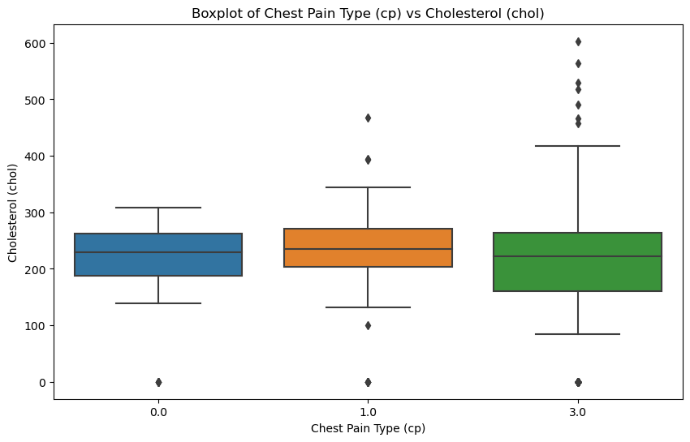 Boxplot of Chest Pain Type (cp) vs Cholesterol (chol)
600
500
400
300
200
100
0
Cholesterol (chol)
0.0 1.0 3.0
Chest Pain Type (cp)